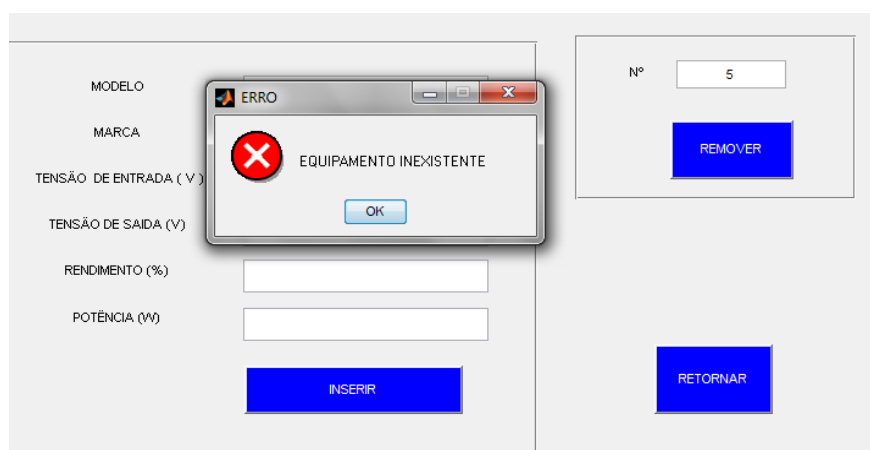 MODELO
MARCA
TENSÃO DE ENTRADA ( V )
TENSÃO DE SAIDA (V)
RENDIMENTO (%)
POTÊNCIA (W)
INSERIR
ERRO
EQUIPAMENTO INEXISTENTE
OK
Nº 5
REMOVER
RETORNAR